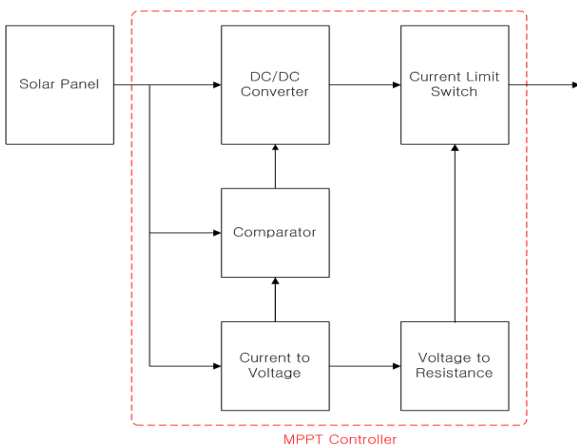 Solar Panel
DC/DC
Converter
Current Limit
Switch
Comparator
Current to
Voltage
Voltage to
Resistance
MPPT Controller